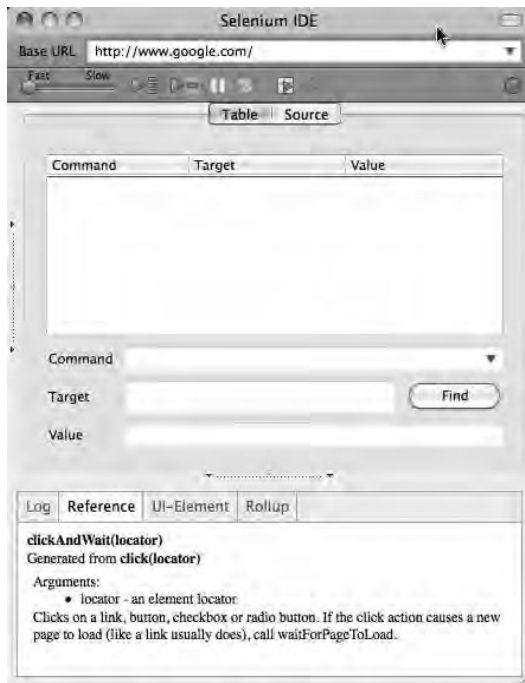 Selenium IDE
Base URL http://www.google.com/
Fast Slow
Table Source
Command Target Value
Command
Target Find
Value
Log Reference UI-Element Rollup
clickAndWait(locator)
Generated from click(locator)
Arguments:
• locator - an element locator
Clicks on a link, button, checkbox or radio button. If the click action causes a new
page to load (like a link usually does), call waitForPageToLoad.